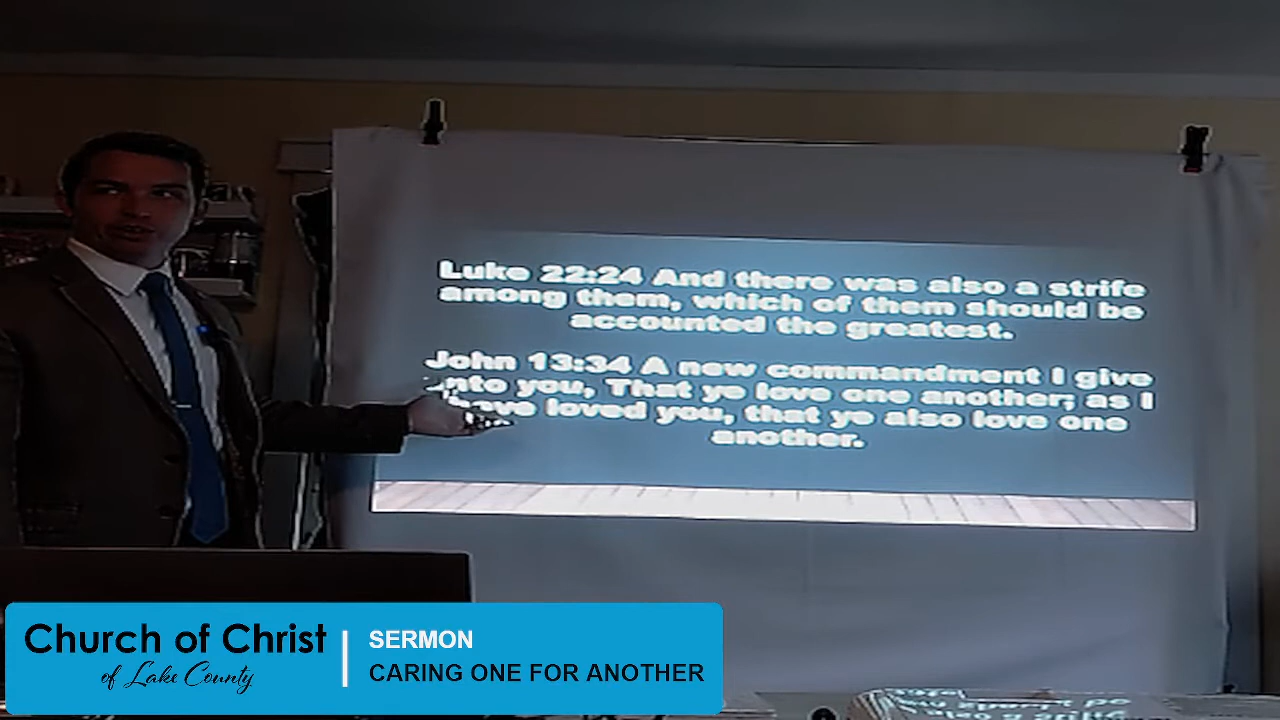 Luke 22:24 And there was also a strife
among them, which of them should be
accounted the greatest.
John 13:34 A new commandment I give
unto you, That ye love one another; as I
have loved you, that ye also love one
another.
Church of Christ
of Lake County
SERMON
CARING ONE FOR ANOTHER